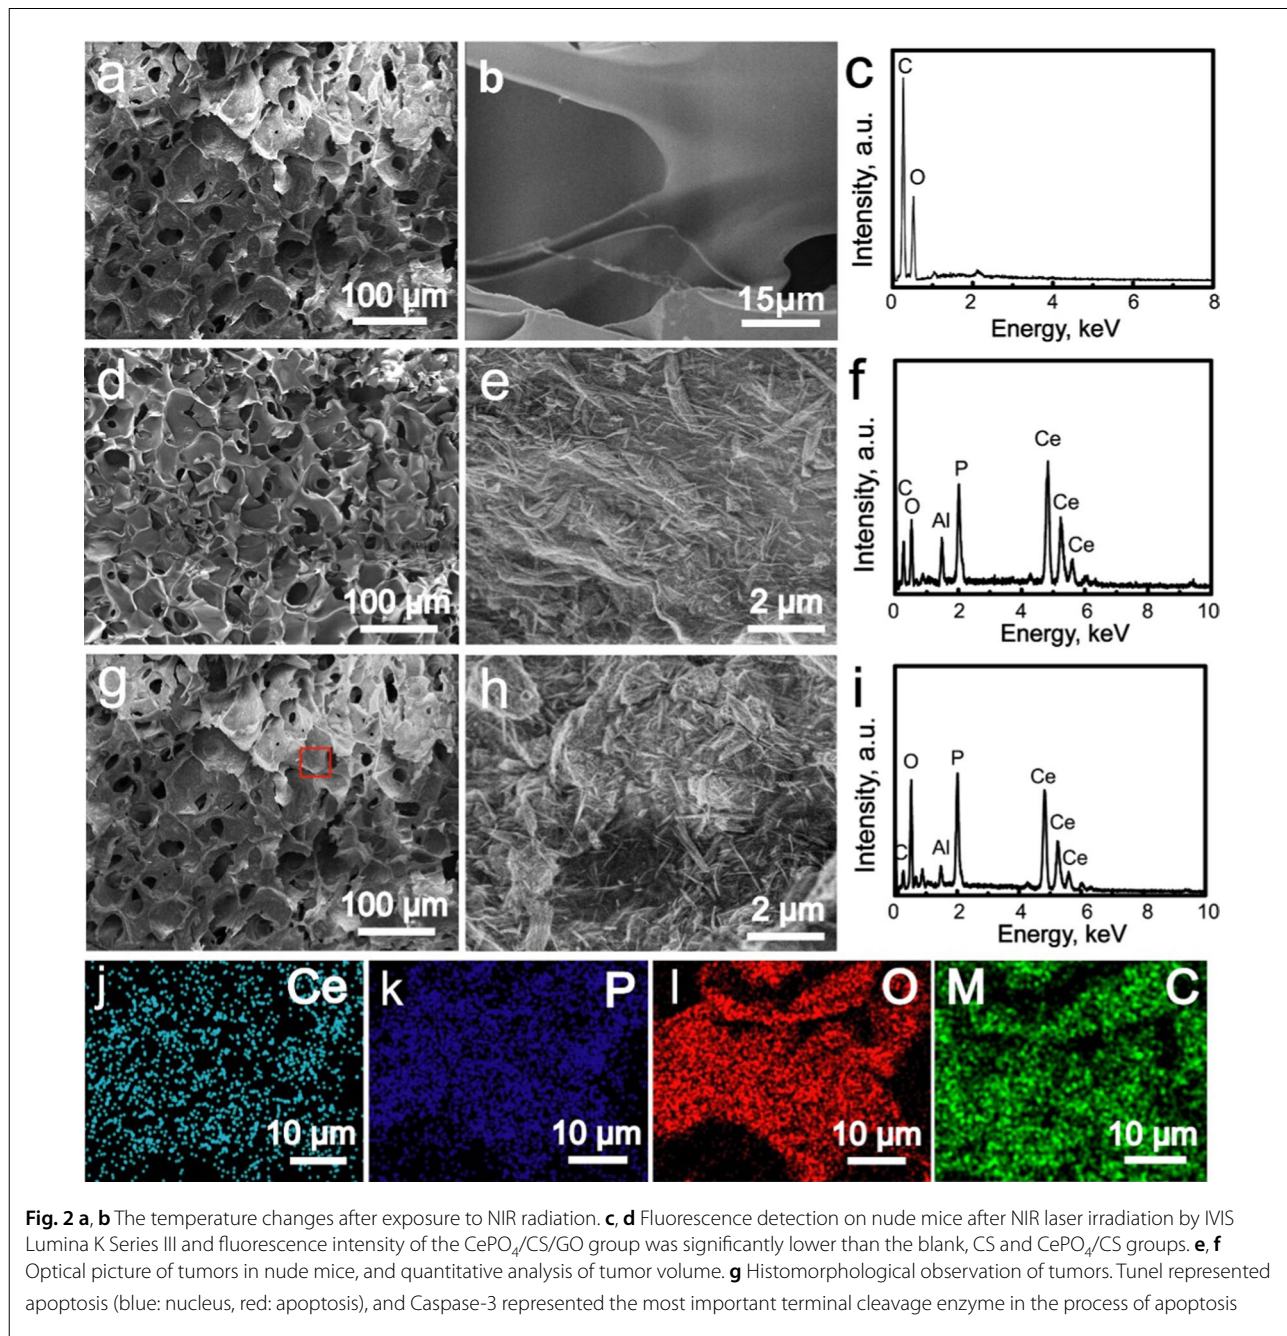 a
100 µm
b
15µm
C
C
O
Intensity, a.u.
0 2 4 6 8
Energy, keV
d
100 µm
e
2 µm
f
C
O
Al
P
Ce
Ce
Ce
Intensity, a.u.
0 2 4 6 8 10
Energy, keV
g
100 µm
h
2 µm
i
C
O
Al
P
Ce
Ce
Ce
Intensity, a.u.
0 2 4 6 8 10
Energy, keV
j Ce
10 µm
k P
10 µm
l O
10 µm
M C
10 µm
Fig. 2 a, b The temperature changes after exposure to NIR radiation. c, d Fluorescence detection on nude mice after NIR laser irradiation by IVIS
Lumina K Series III and fluorescence intensity of the CePO₄/CS/GO group was significantly lower than the blank, CS and CePO₄/CS groups. e, f
Optical picture of tumors in nude mice, and quantitative analysis of tumor volume. g Histomorphological observation of tumors. Tunel represented
apoptosis (blue: nucleus, red: apoptosis), and Caspase-3 represented the most important terminal cleavage enzyme in the process of apoptosis